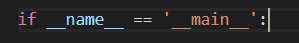 if __name__ == '__main__':